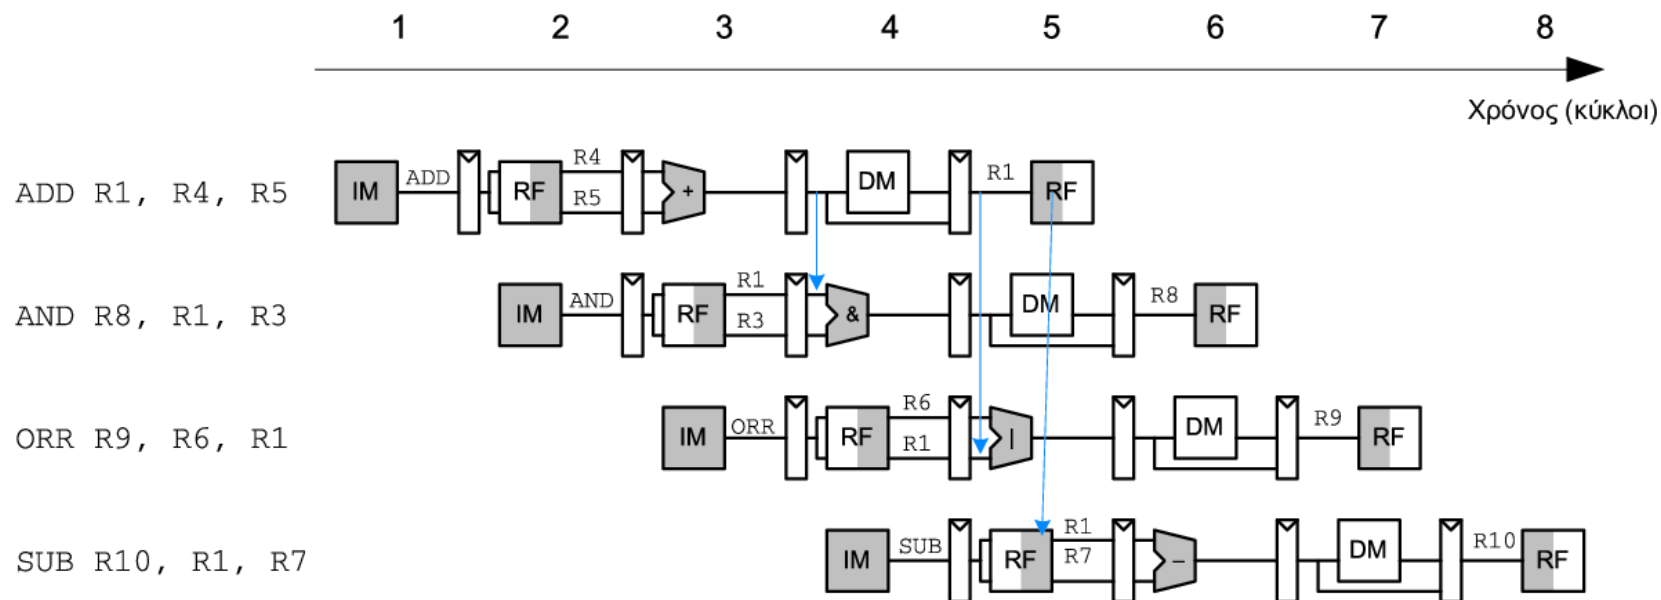 1 2 3 4 5 6 7 8
Χρόνος (κύκλοι)
ADD R1, R4, R5 IM ADD RF R4 R5 + DM R1 RF
AND R8, R1, R3 IM AND RF R1 R3 & DM R8 RF
ORR R9, R6, R1 IM ORR RF R6 R1 | DM R9 RF
SUB R10, R1, R7 IM SUB RF R1 R7 − DM R10 RF